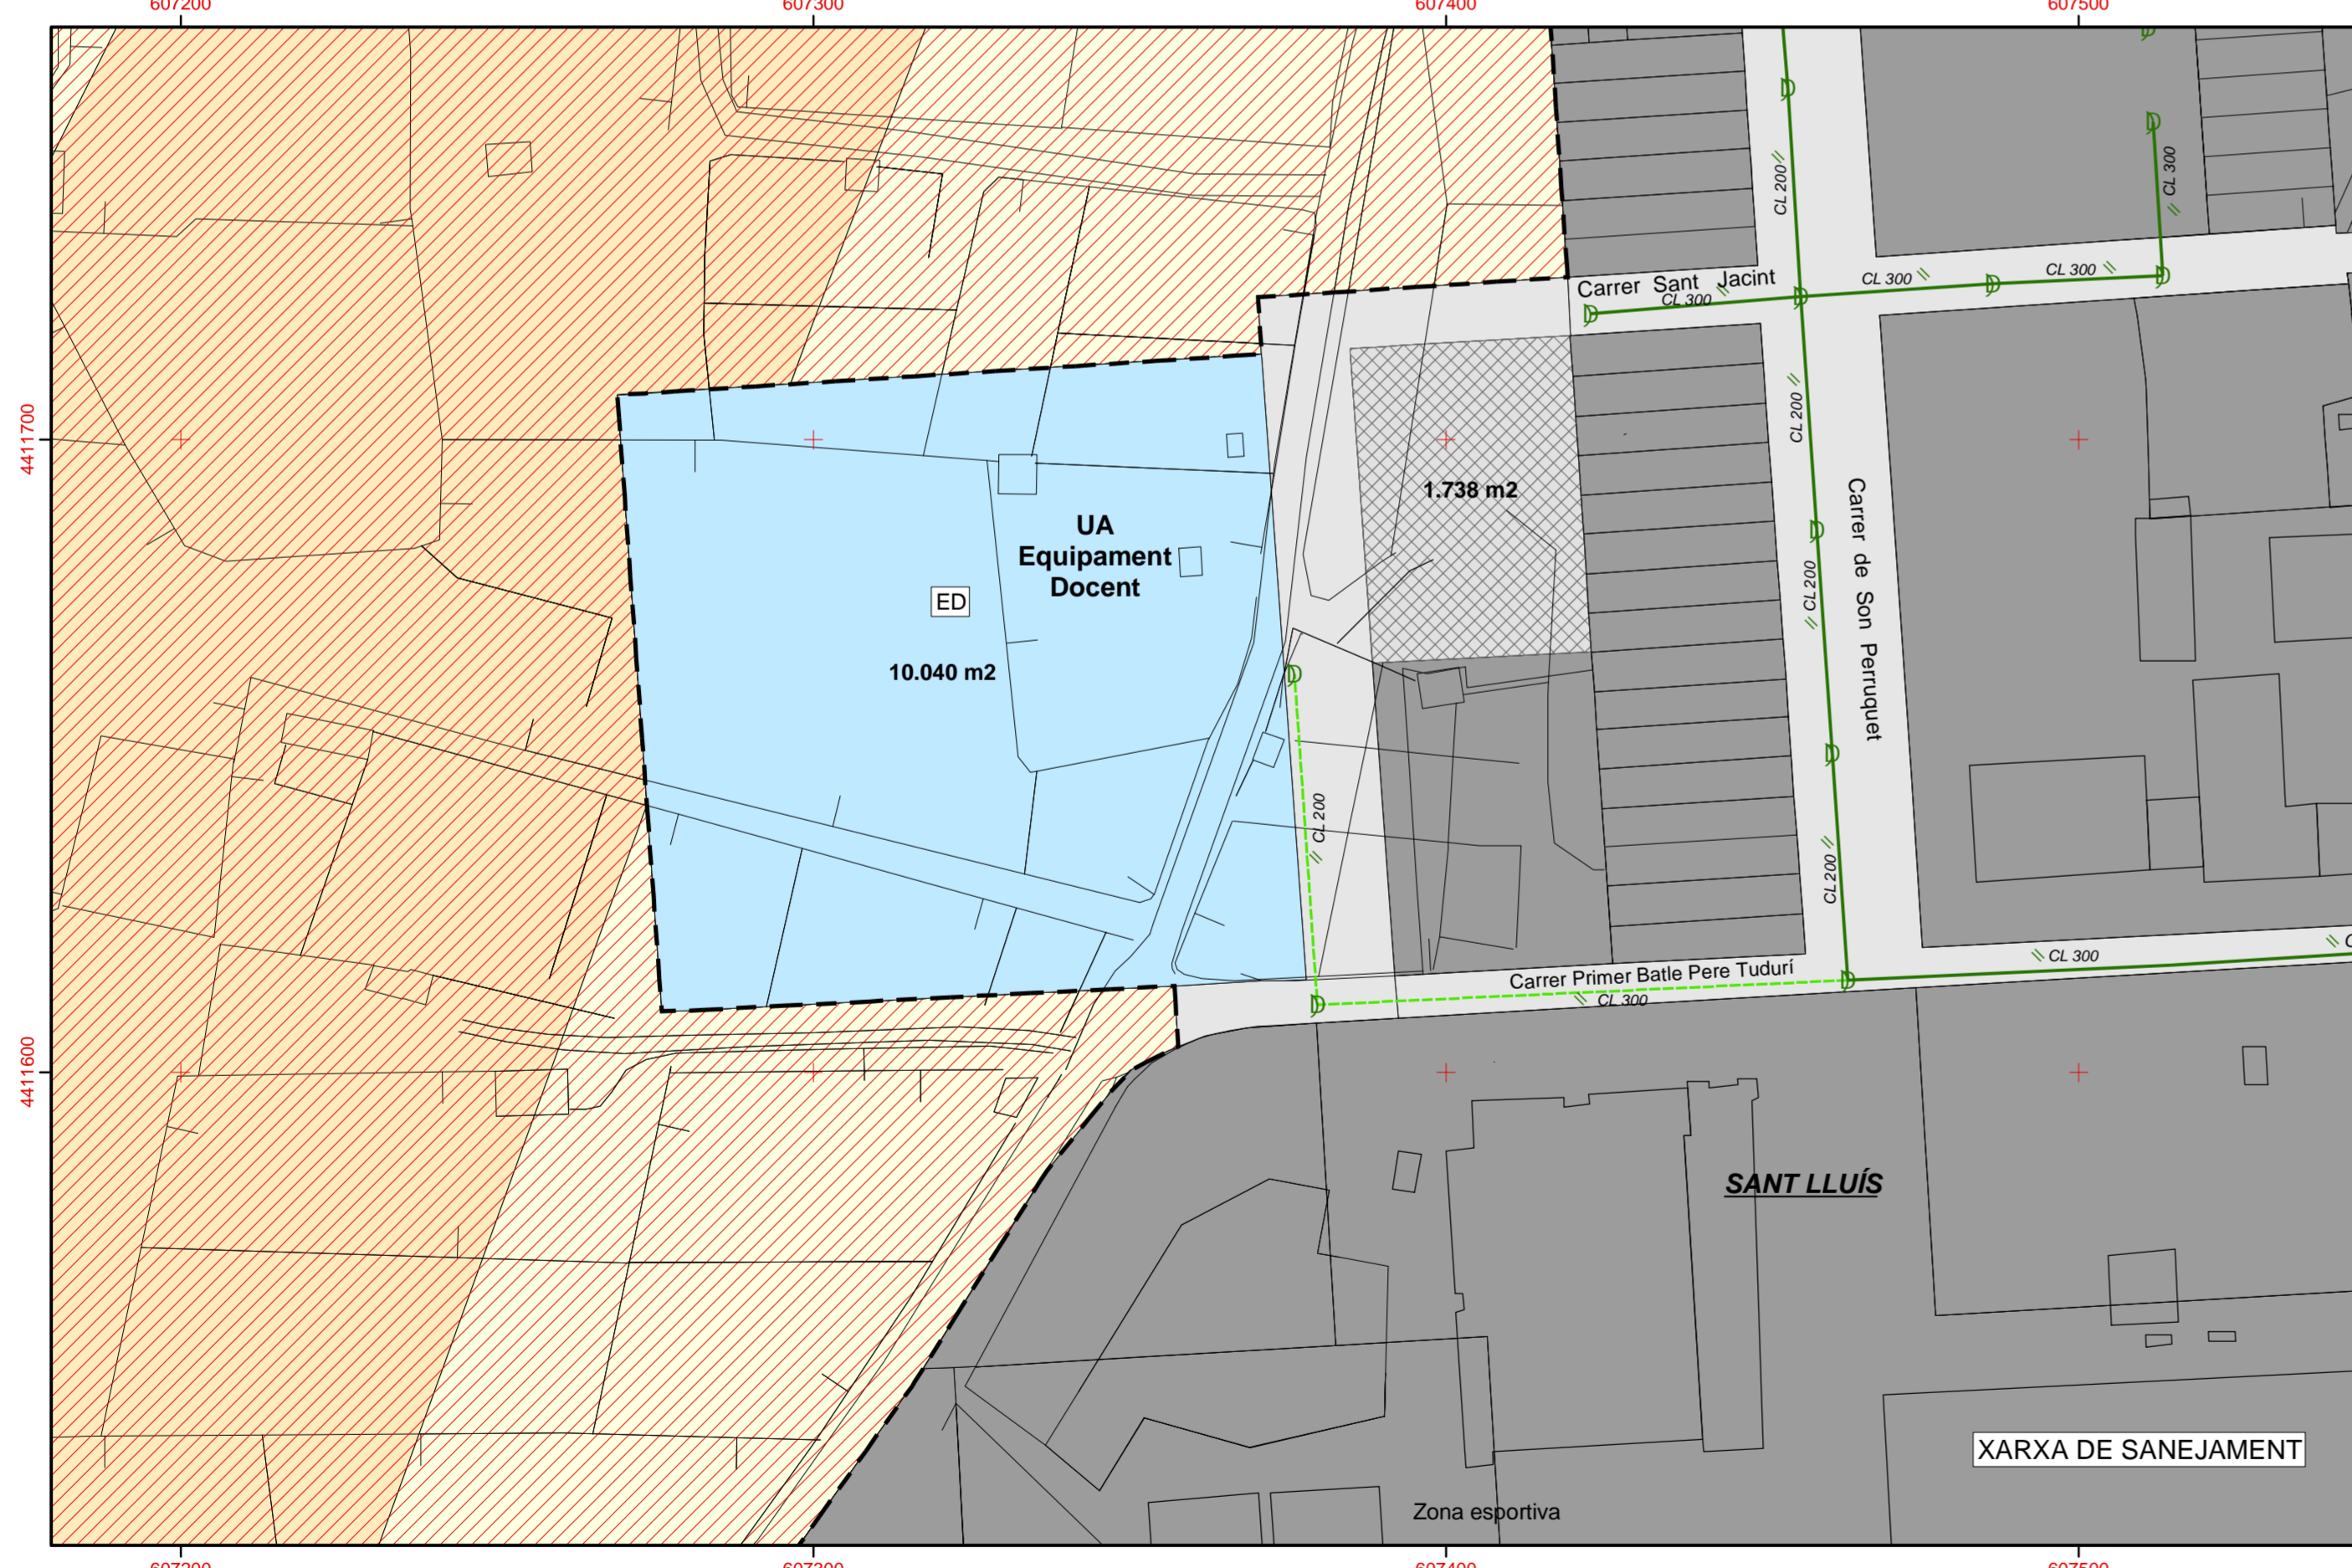 607200
607300
607400
607500
CL 200
CL 300
Carrer Sant Jacint
CL 300
CL 300
CL 300
4411700
CL 200
1.738 m2
UA
Equipament
Docent
ED
10.040 m2
CL 200
Carrer de Son Perruquet
CL 200
CL 200
Carrer Primer Batle Pere Tudurí
CL 300
CL 300
4411600
SANT LLUÍS
XARXA DE SANEJAMENT
Zona esportiva
607200
607300
607400
607500